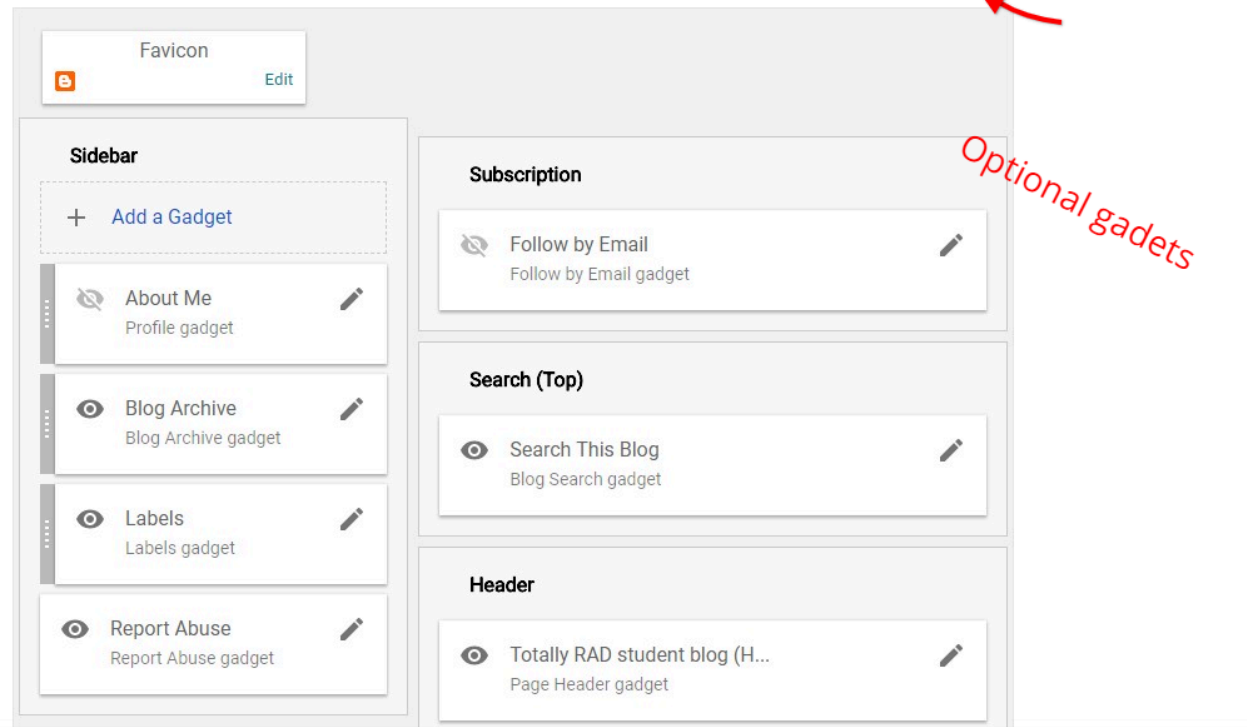 Favicon
Edit
Sidebar
Add a Gadget
About Me
Profile gadget
Blog Archive
Blog Archive gadget
Labels
Labels gadget
Report Abuse
Report Abuse gadget
Subscription
Follow by Email
Follow by Email gadget
Search (Top)
Search This Blog
Blog Search gadget
Header
Totally RAD student blog (H...
Page Header gadget
Optional gadets